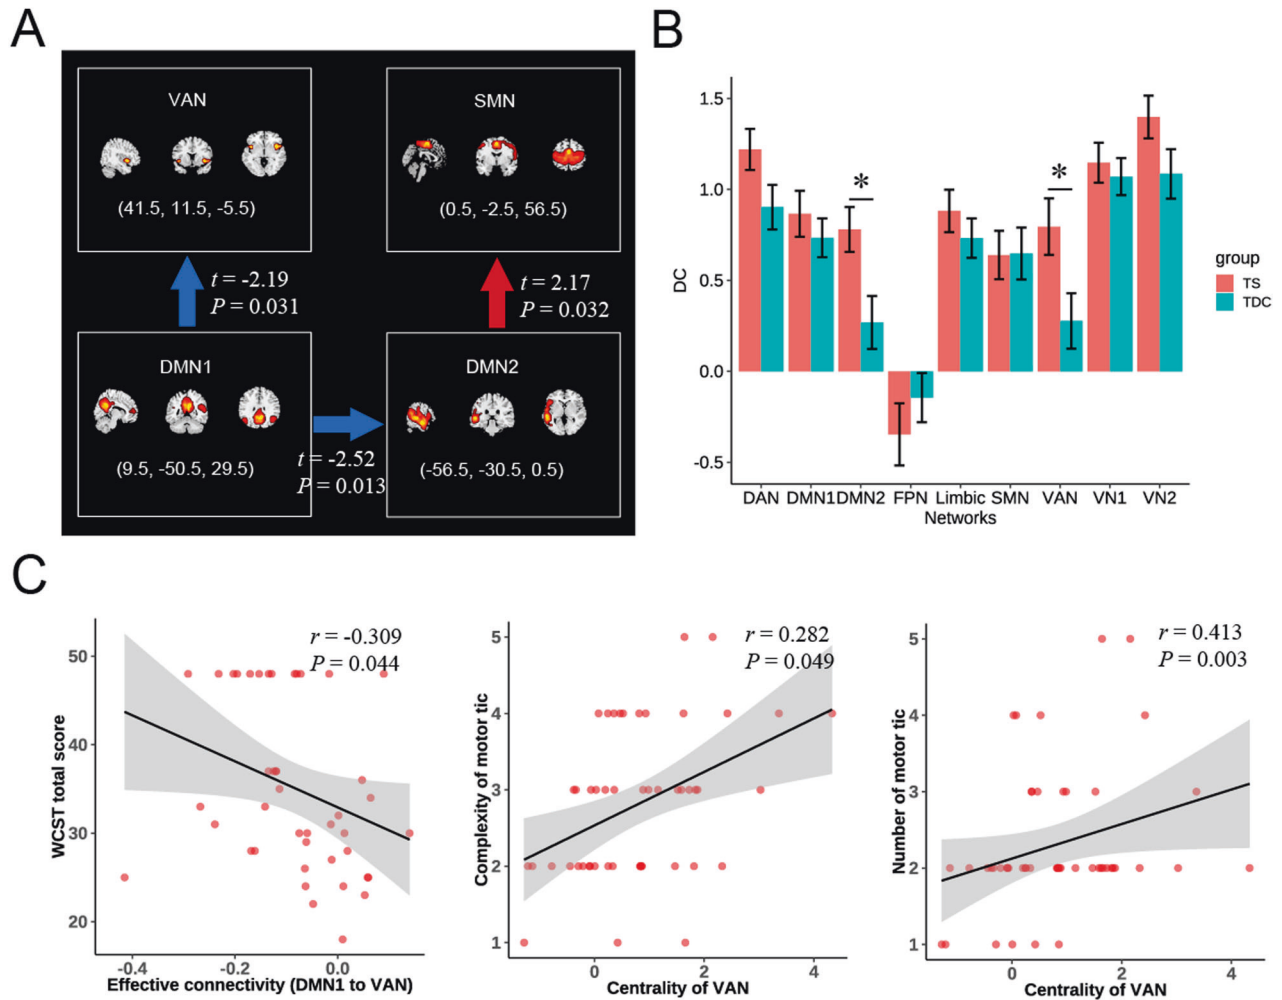 A
VAN
(41.5, 11.5, -5.5)
SMN
(0.5, -2.5, 56.5)
t = -2.19
P = 0.031
t = 2.17
P = 0.032
DMN1
(9.5, -50.5, 29.5)
DMN2
(-56.5, -30.5, 0.5)
t = -2.52
P = 0.013
B
DC
1.5
1.0
0.5
0.0
-0.5
*
*
DAN DMN1 DMN2 FPN Limbic SMN VAN VN1 VN2
Networks
group
TS
TDC
C
WCST total score
50
40
30
20
r = -0.309
P = 0.044
-0.4 -0.2 0.0
Effective connectivity (DMN1 to VAN)
Complexity of motor tic
5
4
3
2
1
r = 0.282
P = 0.049
0 2 4
Centrality of VAN
Number of motor tic
5
4
3
2
1
r = 0.413
P = 0.003
0 2 4
Centrality of VAN